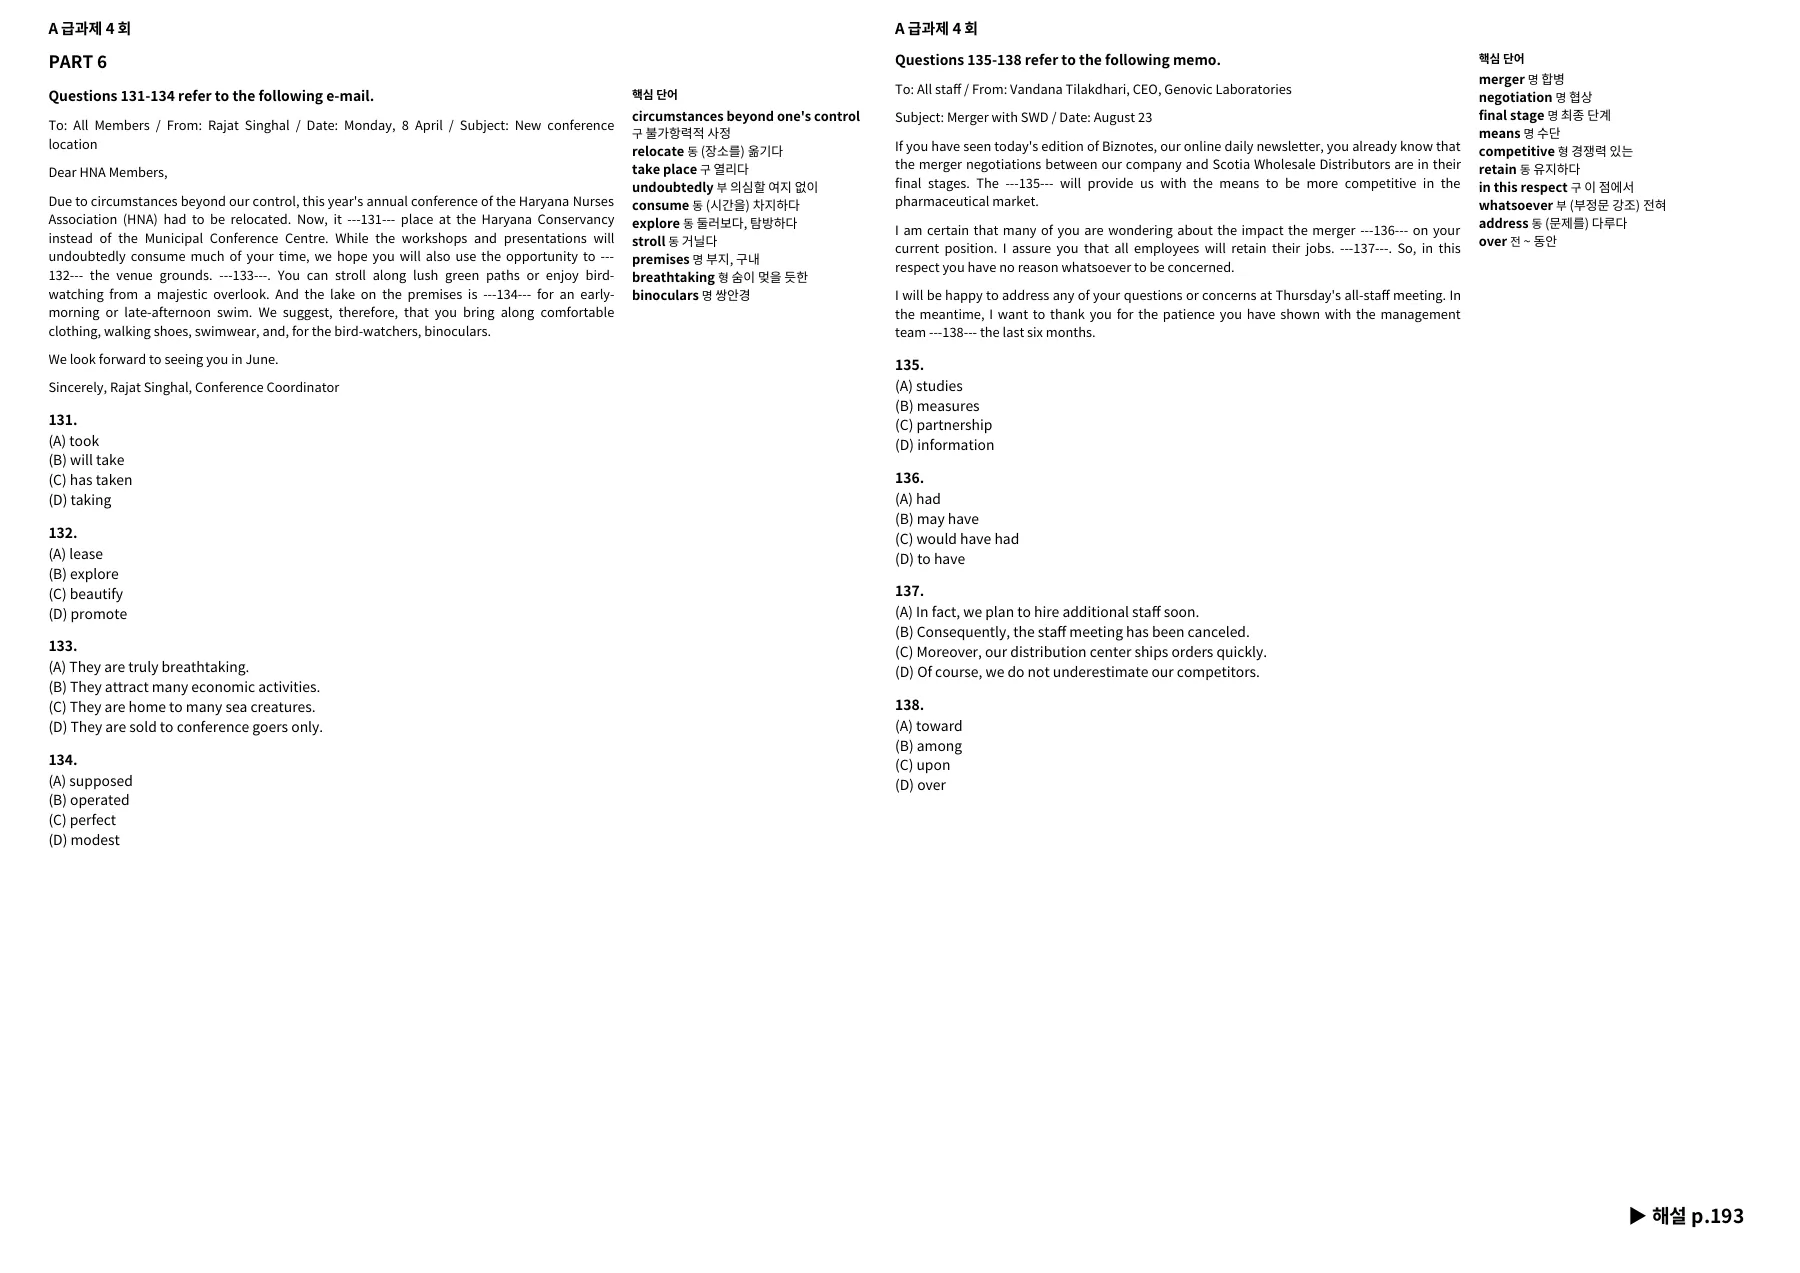 A 급과제 4 회
PART 6
Questions 131-134 refer to the following e-mail.
To: All Members / From: Rajat Singhal / Date: Monday, 8 April / Subject: New conference
location
Dear HNA Members,
Due to circumstances beyond our control, this year's annual conference of the Haryana Nurses
Association (HNA) had to be relocated. Now, it ---131--- place at the Haryana Conservancy
instead of the Municipal Conference Centre. While the workshops and presentations will
undoubtedly consume much of your time, we hope you will also use the opportunity to ---
132--- the venue grounds. ---133---. You can stroll along lush green paths or enjoy bird-
watching from a majestic overlook. And the lake on the premises is ---134--- for an early-
morning or late-afternoon swim. We suggest, therefore, that you bring along comfortable
clothing, walking shoes, swimwear, and, for the bird-watchers, binoculars.
We look forward to seeing you in June.
Sincerely, Rajat Singhal, Conference Coordinator
131.
(A) took
(B) will take
(C) has taken
(D) taking
132.
(A) lease
(B) explore
(C) beautify
(D) promote
133.
(A) They are truly breathtaking.
(B) They attract many economic activities.
(C) They are home to many sea creatures.
(D) They are sold to conference goers only.
134.
(A) supposed
(B) operated
(C) perfect
(D) modest
핵심 단어
circumstances beyond one's control
구 불가항력적 사정
relocate 동 (장소를) 옮기다
take place 구 열리다
undoubtedly 부 의심할 여지 없이
consume 동 (시간을) 차지하다
explore 동 둘러보다, 탐방하다
stroll 동 거닐다
premises 명 부지, 구내
breathtaking 형 숨이 멎을 듯한
binoculars 명 쌍안경
A 급과제 4 회
Questions 135-138 refer to the following memo.
To: All staff / From: Vandana Tilakdhari, CEO, Genovic Laboratories
Subject: Merger with SWD / Date: August 23
If you have seen today's edition of Biznotes, our online daily newsletter, you already know that
the merger negotiations between our company and Scotia Wholesale Distributors are in their
final stages. The ---135--- will provide us with the means to be more competitive in the
pharmaceutical market.
I am certain that many of you are wondering about the impact the merger ---136--- on your
current position. I assure you that all employees will retain their jobs. ---137---. So, in this
respect you have no reason whatsoever to be concerned.
I will be happy to address any of your questions or concerns at Thursday's all-staff meeting. In
the meantime, I want to thank you for the patience you have shown with the management
team ---138--- the last six months.
135.
(A) studies
(B) measures
(C) partnership
(D) information
136.
(A) had
(B) may have
(C) would have had
(D) to have
137.
(A) In fact, we plan to hire additional staff soon.
(B) Consequently, the staff meeting has been canceled.
(C) Moreover, our distribution center ships orders quickly.
(D) Of course, we do not underestimate our competitors.
138.
(A) toward
(B) among
(C) upon
(D) over
핵심 단어
merger 명 합병
negotiation 명 협상
final stage 명 최종 단계
means 명 수단
competitive 형 경쟁력 있는
retain 동 유지하다
in this respect 구 이 점에서
whatsoever 부 (부정문 강조) 전혀
address 동 (문제를) 다루다
over 전 ~ 동안
▶ 해설 p.193